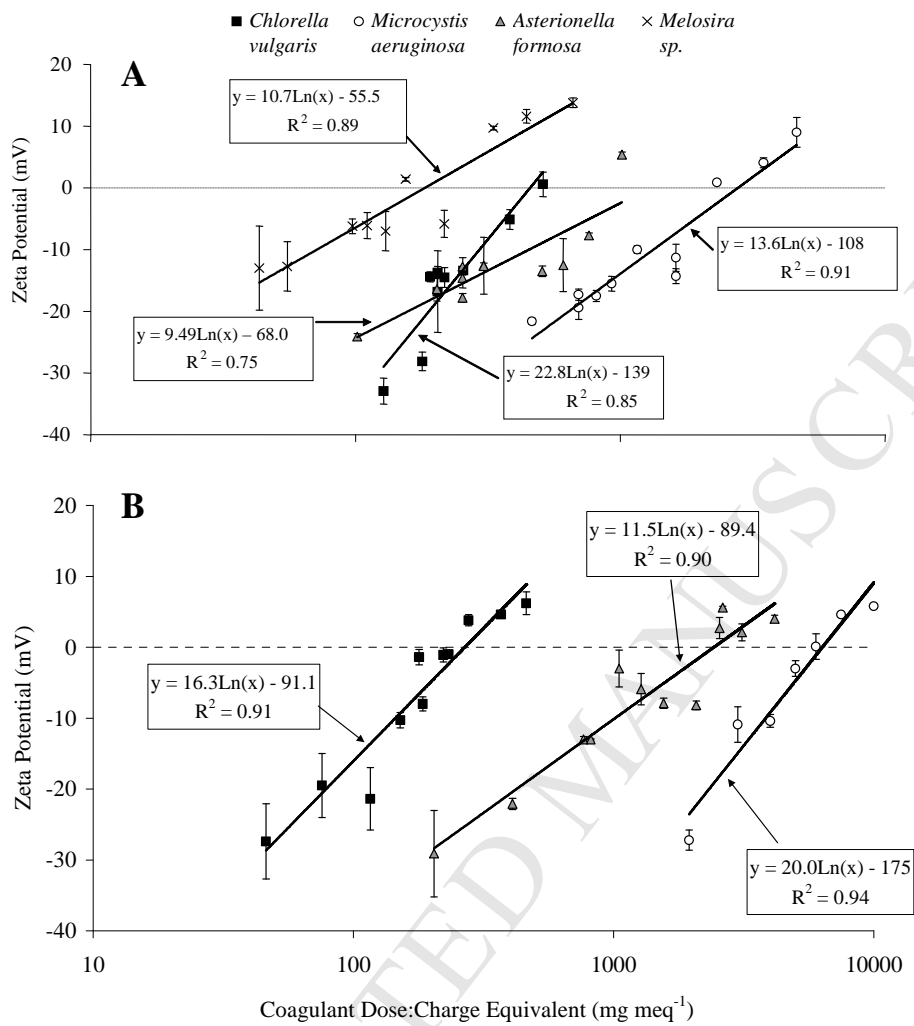 ■ Chlorella vulgaris ○ Microcystis aeruginosa ▲ Asterionella formosa × Melosira sp.
A
20
10
0
-10
-20
-30
-40
Zeta Potential (mV)
y = 10.7Ln(x) - 55.5
R² = 0.89
y = 13.6Ln(x) - 108
R² = 0.91
y = 9.49Ln(x) – 68.0
R² = 0.75
y = 22.8Ln(x) - 139
R² = 0.85
B
20
10
0
-10
-20
-30
-40
Zeta Potential (mV)
y = 11.5Ln(x) - 89.4
R² = 0.90
y = 16.3Ln(x) - 91.1
R² = 0.91
y = 20.0Ln(x) - 175
R² = 0.94
10 100 1000 10000
Coagulant Dose:Charge Equivalent (mg meq⁻¹)
TED MANUSCR